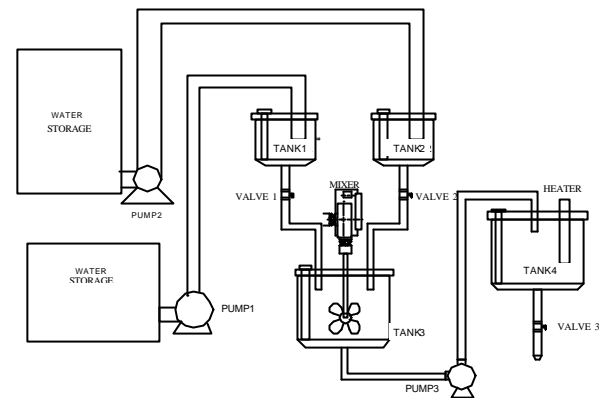 WATER
STORAGE
TANK1
TANK2
VALVE 1
MIXER
VALVE 2
HEATER
PUMP2
WATER
STORAGE
TANK4
PUMP1
TANK3
VALVE 3
PUMP3